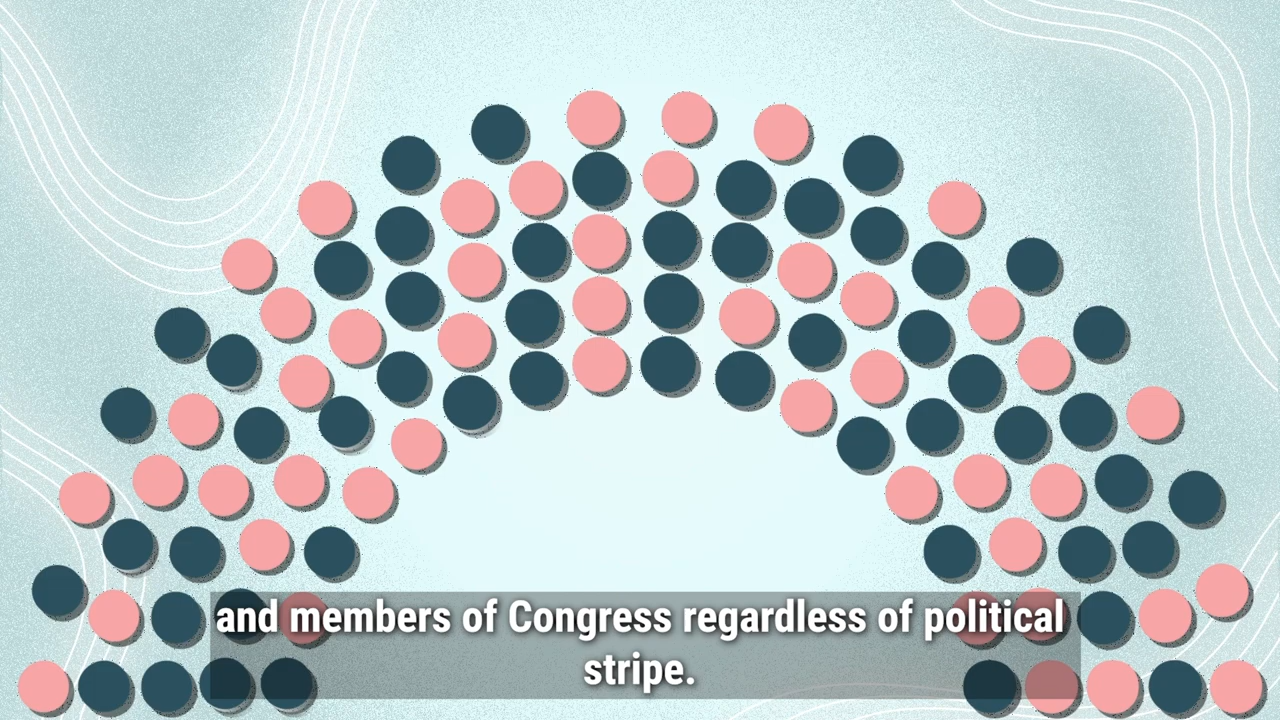 and members of Congress regardless of political
stripe.